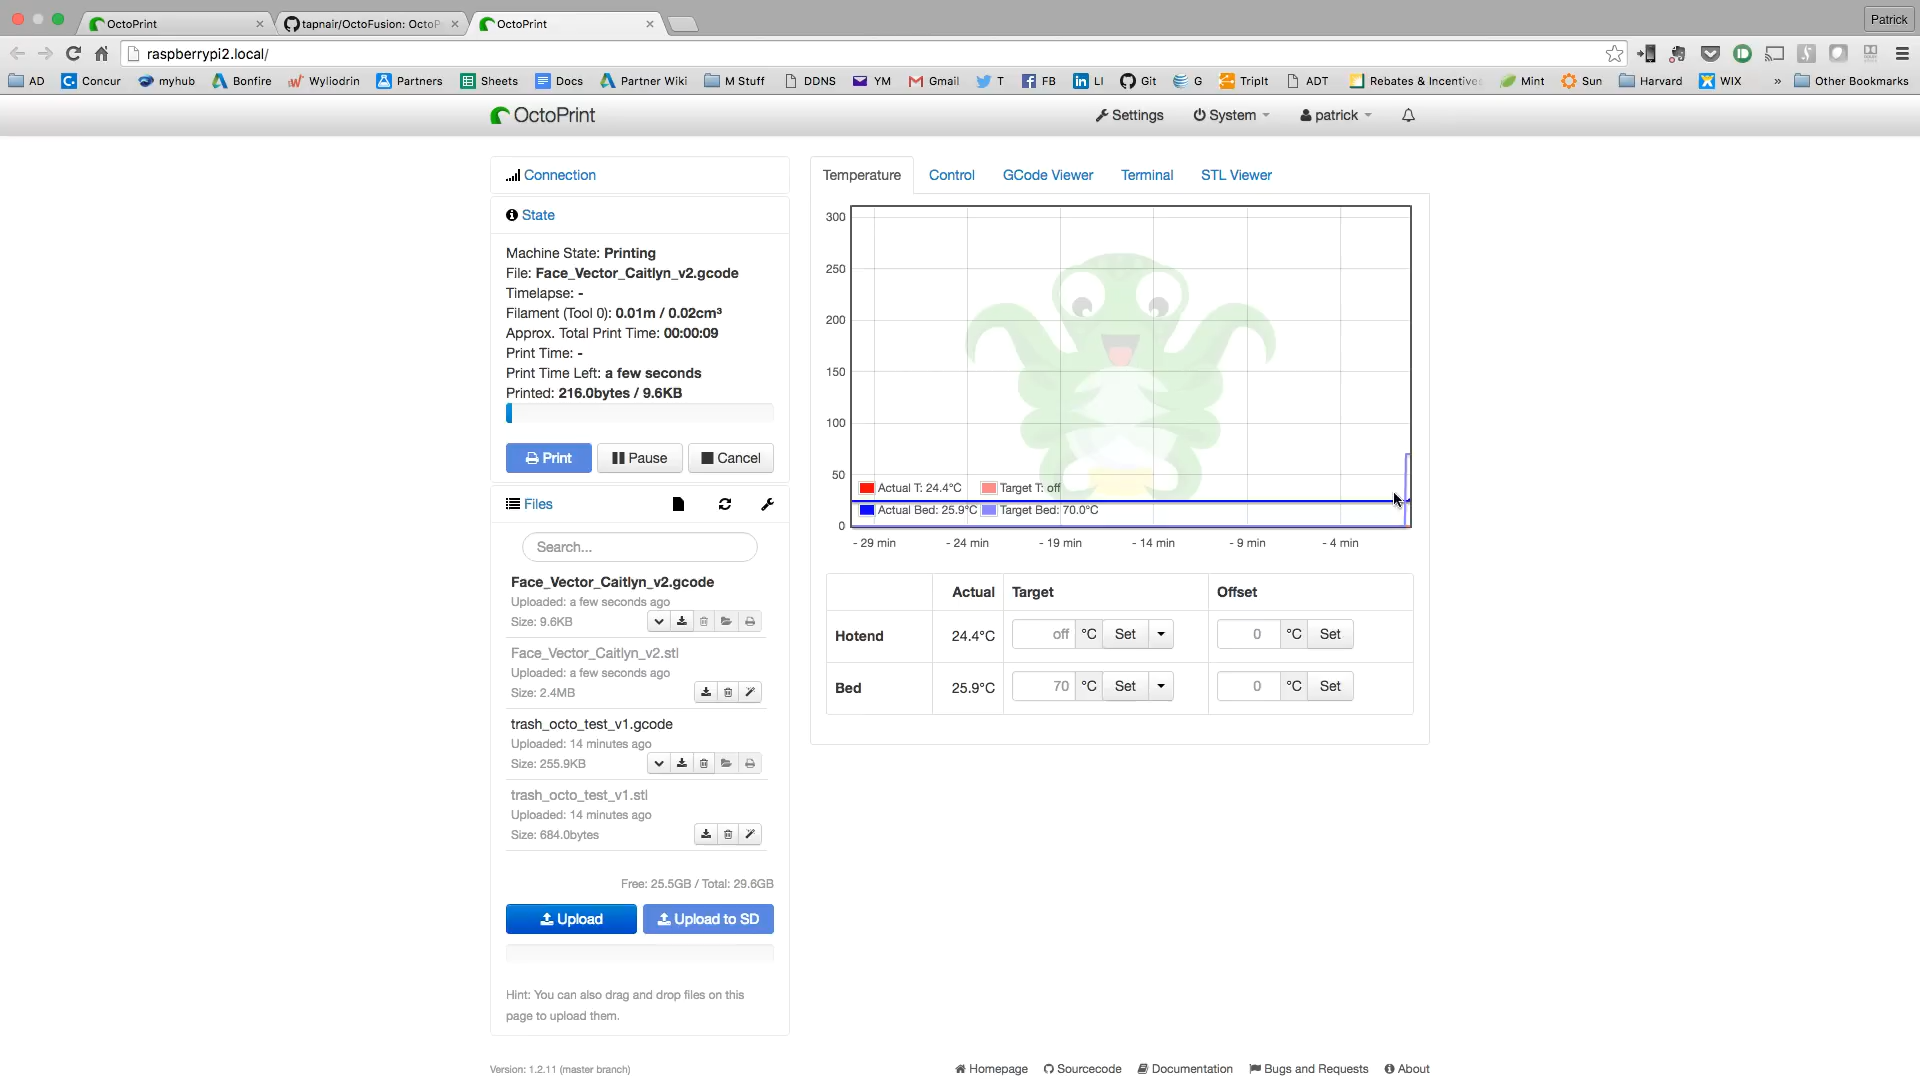 OctoPrint
tapnair/OctoFusion: OctoP
OctoPrint
Patrick
raspberrypi2.local/
AD Concur myhub Bonfire Wyliodrin Partners Sheets Docs Partner Wiki M Stuff DDNS YM Gmail T FB LI Git G TripIt ADT Rebates & Incentives Mint Sun Harvard WIX » Other Bookmarks
OctoPrint
Settings System patrick
Connection
State
Machine State: Printing
File: Face_Vector_Caitlyn_v2.gcode
Timelapse: -
Filament (Tool 0): 0.01m / 0.02cm³
Approx. Total Print Time: 00:00:09
Print Time: -
Print Time Left: a few seconds
Printed: 216.0bytes / 9.6KB
Print Pause Cancel
Files
Search...
Face_Vector_Caitlyn_v2.gcode
Uploaded: a few seconds ago
Size: 9.6KB
Face_Vector_Caitlyn_v2.stl
Uploaded: a few seconds ago
Size: 2.4MB
trash_octo_test_v1.gcode
Uploaded: 14 minutes ago
Size: 255.9KB
trash_octo_test_v1.stl
Uploaded: 14 minutes ago
Size: 684.0bytes
Free: 25.5GB / Total: 29.6GB
Upload Upload to SD
Hint: You can also drag and drop files on this
page to upload them.
Temperature Control GCode Viewer Terminal STL Viewer
300
250
200
150
100
50
0
Actual T: 24.4°C Target T: off
Actual Bed: 25.9°C Target Bed: 70.0°C
- 29 min - 24 min - 19 min - 14 min - 9 min - 4 min
Actual Target Offset
Hotend 24.4°C off °C Set 0 °C Set
Bed 25.9°C 70 °C Set 0 °C Set
Version: 1.2.11 (master branch)
Homepage Sourcecode Documentation Bugs and Requests About